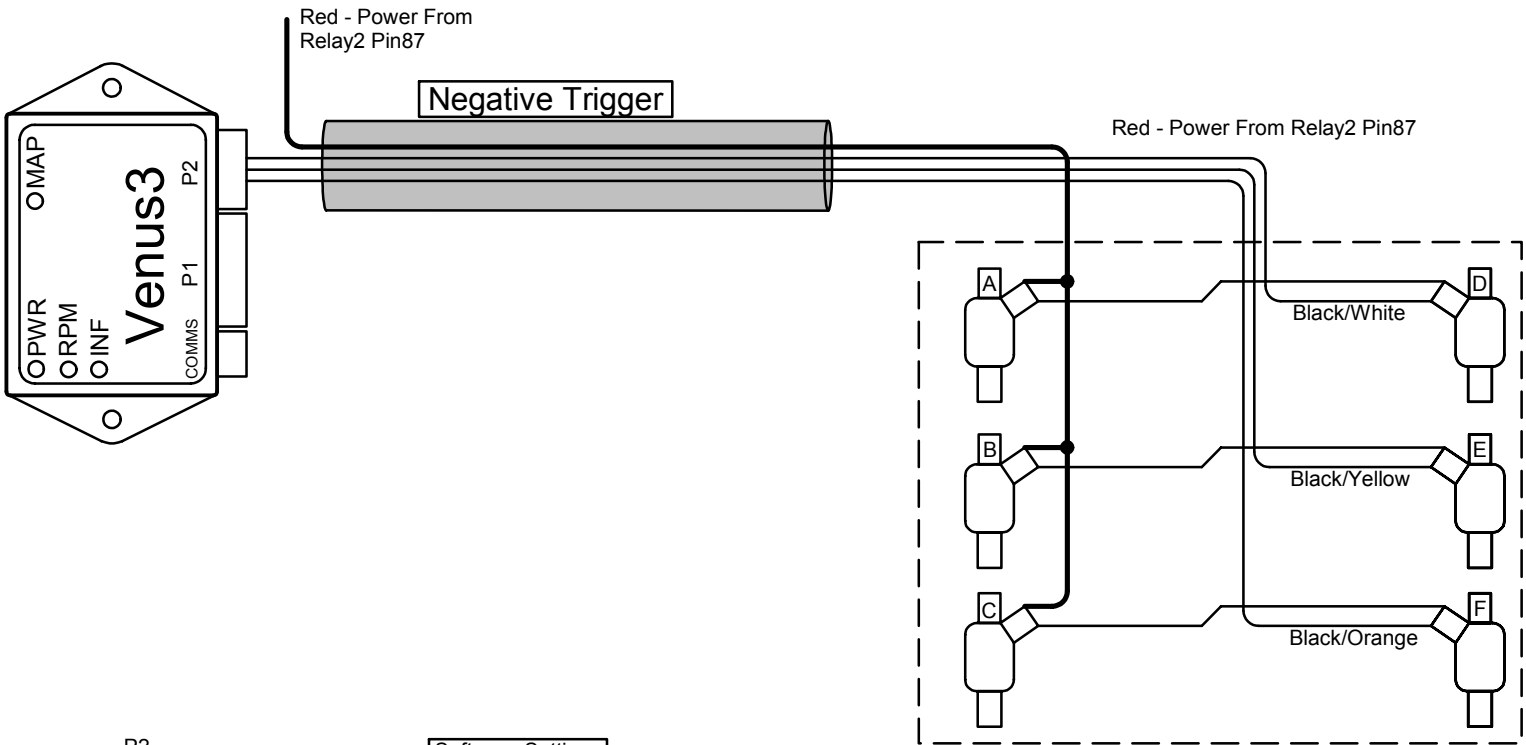 Red - Power From
Relay2 Pin87
Negative Trigger
Red - Power From Relay2 Pin87
MAP
P2
Venus3
P1
PWR
RPM
INF
COMMS
A
D
Black/White
B
E
Black/Yellow
C
F
Black/Orange